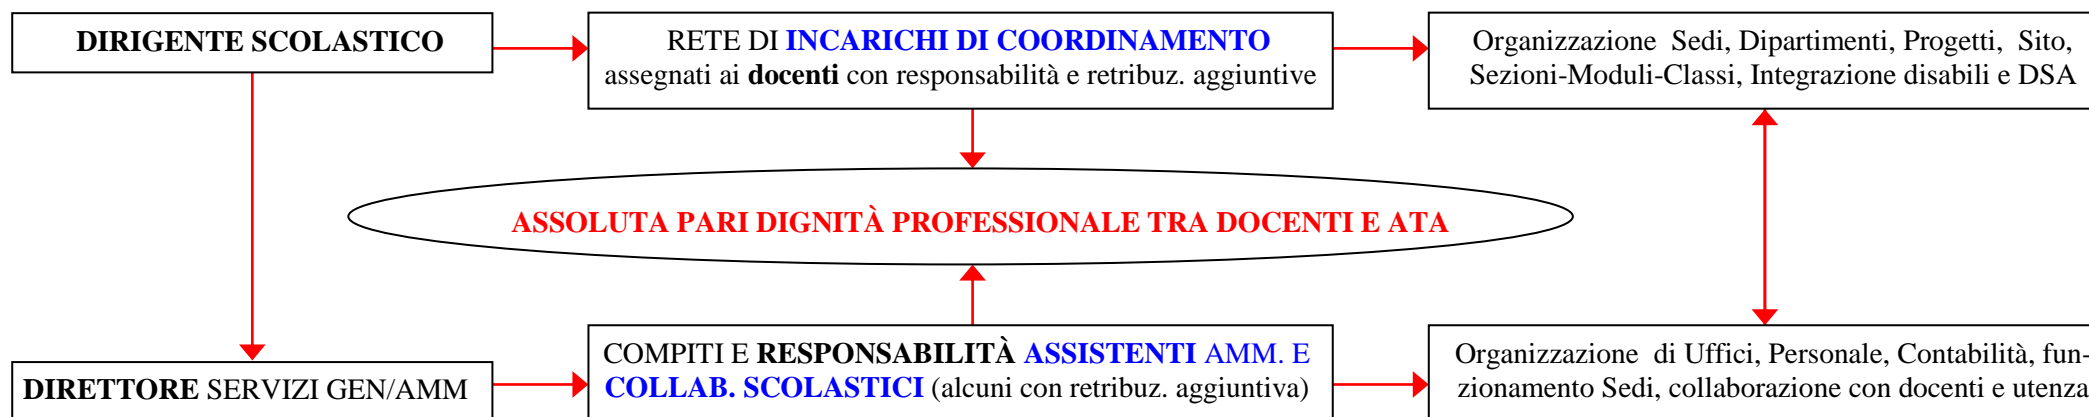 DIRIGENTE SCOLASTICO
RETE DI INCARICHI DI COORDINAMENTO
assegnati ai docenti con responsabilità e retribuz. aggiuntive
Organizzazione Sedi, Dipartimenti, Progetti, Sito,
Sezioni-Moduli-Classi, Integrazione disabili e DSA
ASSOLUTA PARI DIGNITÀ PROFESSIONALE TRA DOCENTI E ATA
DIRETTORE SERVIZI GEN/AMM
COMPITI E RESPONSABILITÀ ASSISTENTI AMM. E
COLLAB. SCOLASTICI (alcuni con retribuz. aggiuntiva)
Organizzazione di Uffici, Personale, Contabilità, fun-
zionamento Sedi, collaborazione con docenti e utenza